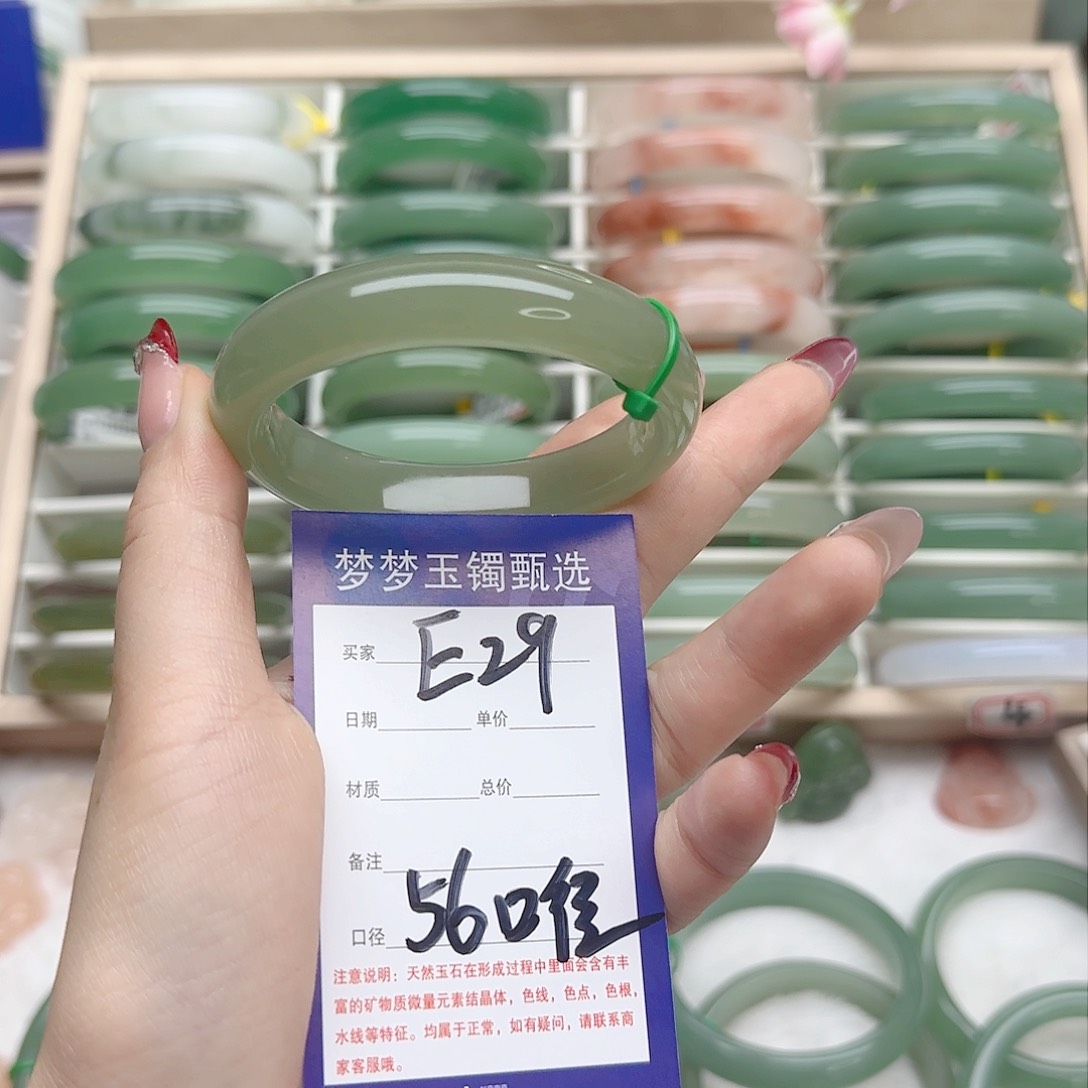 梦梦玉镯甄选
买家 E29
日期 单价
材质 总价
备注
口径 56口径
注意说明：天然玉石在形成过程中里面会含有丰
富的矿物质微量元素结晶体，色线，色点，色根，
水线等特征。均属于正常，如有疑问，请联系商
家客服哦。